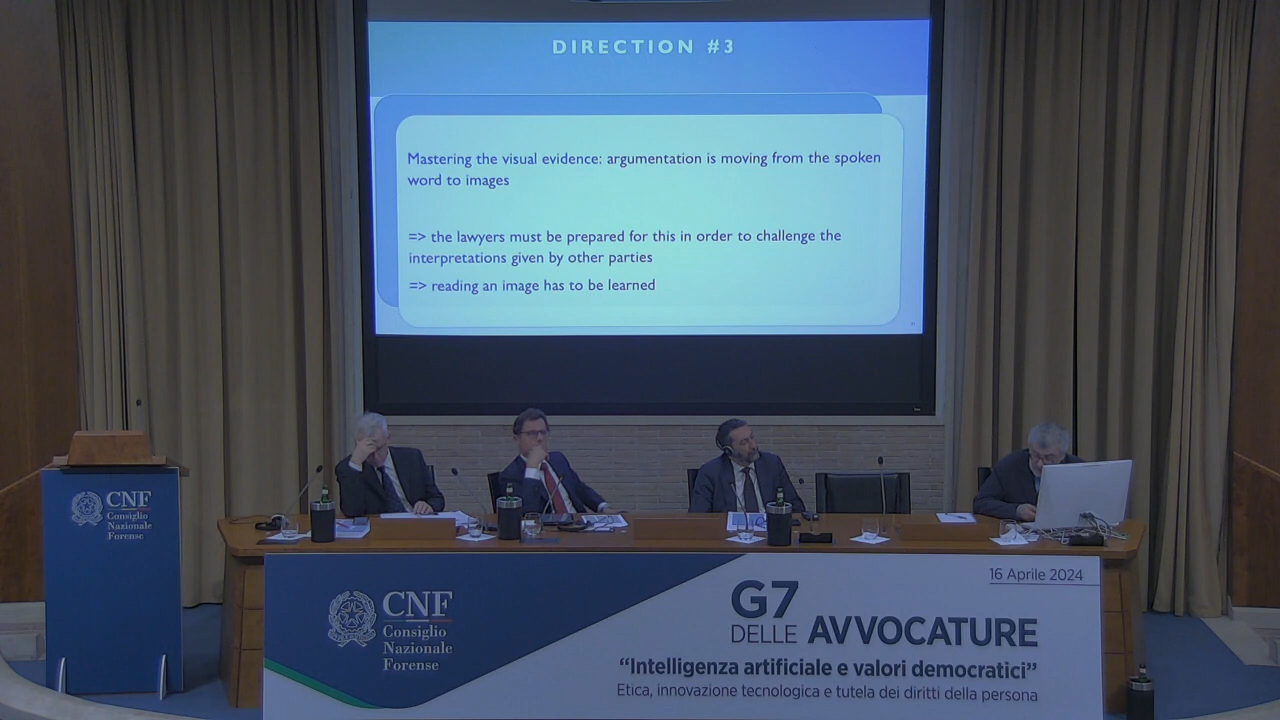 DIRECTION #3
Mastering the visual evidence: argumentation is moving from the spoken
word to images
=> the lawyers must be prepared for this in order to challenge the
interpretations given by other parties
=> reading an image has to be learned
CNF
Consiglio
Nazionale
Forense
16 Aprile 2024
CNF
Consiglio
Nazionale
Forense
G7
DELLE AVVOCATURE
“Intelligenza artificiale e valori democratici”
Etica, innovazione tecnologica e tutela dei diritti della persona